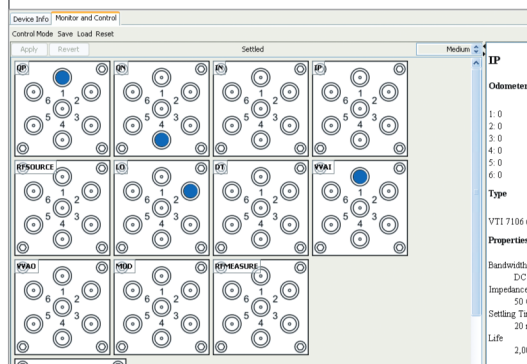 Device Info Monitor and Control
Control Mode Save Load Reset
Apply Revert Settled Medium
QP QN IN IP
1 2 3 4 5 6
1 2 3 4 5 6
1 2 3 4 5 6
1 2 3 4 5 6
RFSOURCE LO DT VVAI
1 2 3 4 5 6
1 2 3 4 5 6
1 2 3 4 5 6
1 2 3 4 5 6
VVAO MOD RFMEASURE
1 2 3 4 5 6
1 2 3 4 5 6
1 2 3 4 5 6
IP
Odometer
1: 0
2: 0
3: 0
4: 0
5: 0
6: 0
Type
VTI 7106
Properties
Bandwidth
DC
Impedance
50
Settling Ti
20
Life
2,00